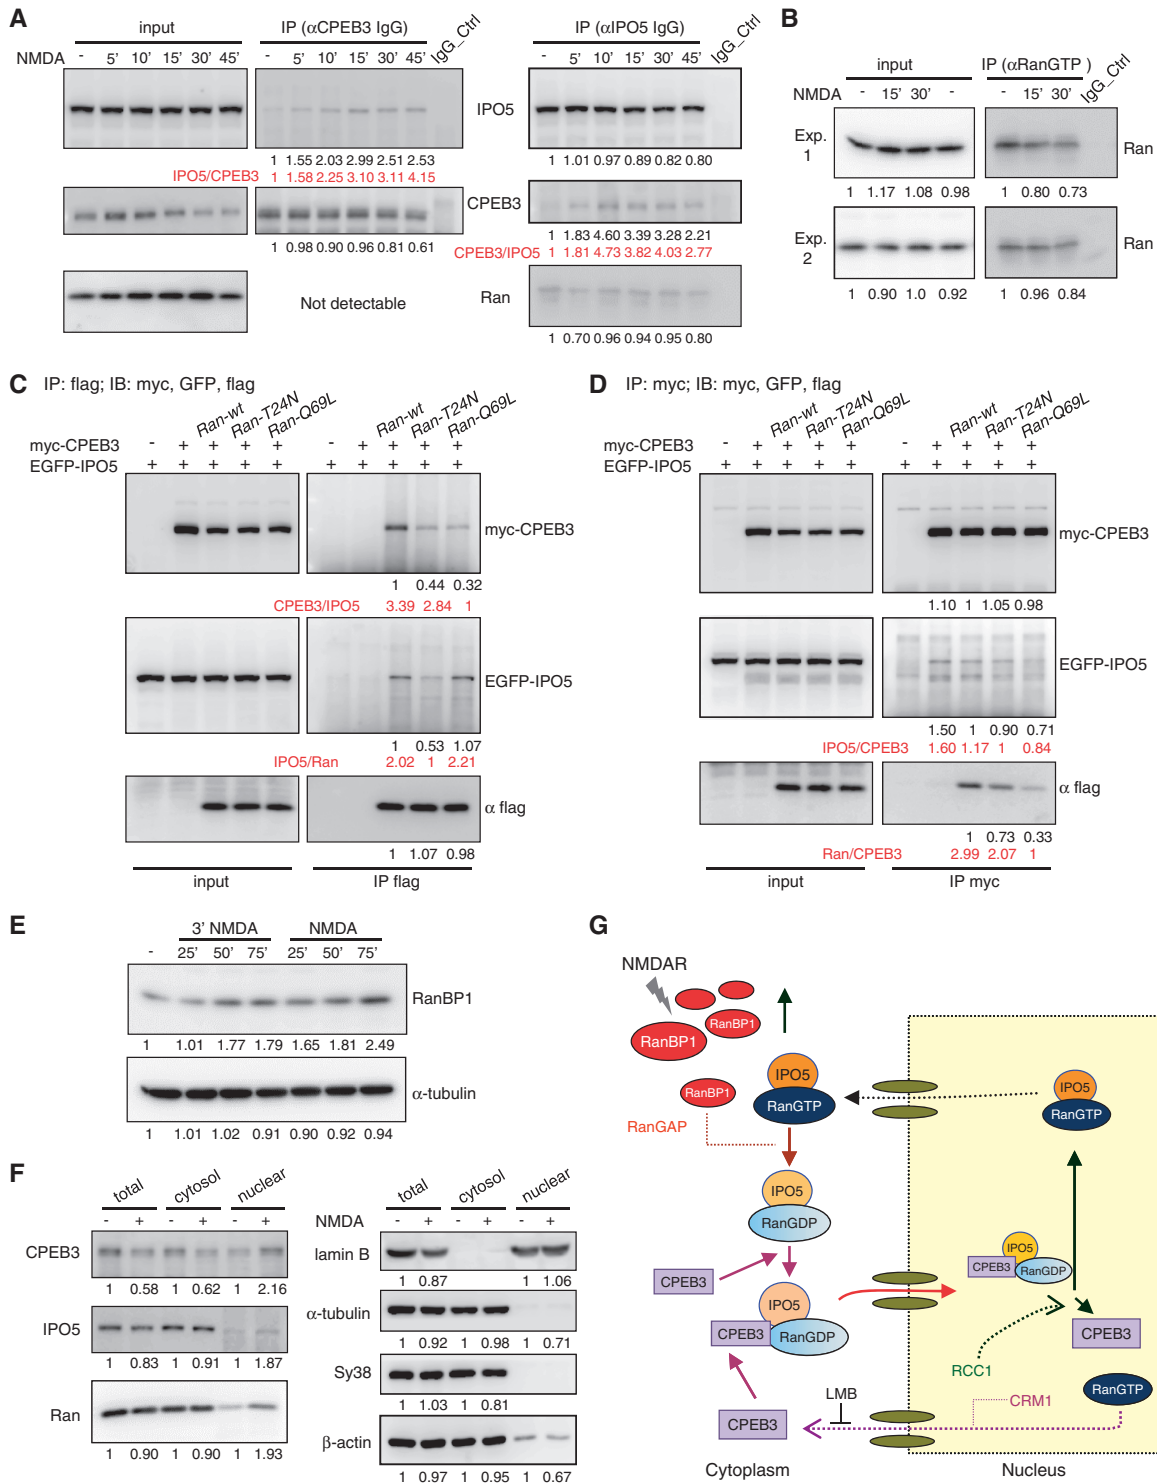 A
input
IP (αCPEB3 IgG)
IgG_Ctrl
IP (αIPO5 IgG)
IgG_Ctrl
NMDA - 5' 10' 15' 30' 45' - 5' 10' 15' 30' 45' - 5' 10' 15' 30' 45'
IPO5
1 1.55 2.03 2.99 2.51 2.53
1 1.01 0.97 0.89 0.82 0.80
IPO5/CPEB3 1 1.58 2.25 3.10 3.11 4.15
CPEB3
1 0.98 0.90 0.96 0.81 0.61
1 1.83 4.60 3.39 3.28 2.21
CPEB3/IPO5 1 1.81 4.73 3.82 4.03 2.77
Not detectable
Ran
1 0.70 0.96 0.94 0.95 0.80
B
input
IP (αRanGTP )
IgG_Ctrl
NMDA - 15' 30' - - 15' 30'
Exp. 1
Ran
1 1.17 1.08 0.98 1 0.80 0.73
Exp. 2
Ran
1 0.90 1.0 0.92 1 0.96 0.84
C
IP: flag; IB: myc, GFP, flag
Ran-wt Ran-T24N Ran-Q69L Ran-wt Ran-T24N Ran-Q69L
myc-CPEB3 - + + + + - + + + +
EGFP-IPO5 + + + + + + + + + +
myc-CPEB3
1 0.44 0.32
CPEB3/IPO5 3.39 2.84 1
EGFP-IPO5
1 0.53 1.07
IPO5/Ran 2.02 1 2.21
α flag
1 1.07 0.98
input
IP flag
D
IP: myc; IB: myc, GFP, flag
Ran-wt Ran-T24N Ran-Q69L Ran-wt Ran-T24N Ran-Q69L
myc-CPEB3 - + + + + - + + + +
EGFP-IPO5 + + + + + + + + + +
myc-CPEB3
1.10 1 1.05 0.98
EGFP-IPO5
1.50 1 0.90 0.71
IPO5/CPEB3 1.60 1.17 1 0.84
α flag
1 0.73 0.33
Ran/CPEB3 2.99 2.07 1
input
IP myc
E
3' NMDA
NMDA
- 25' 50' 75' 25' 50' 75'
RanBP1
1 1.01 1.77 1.79 1.65 1.81 2.49
α-tubulin
1 1.01 1.02 0.91 0.90 0.92 0.94
F
total cytosol nuclear
- + - + - +
CPEB3
1 0.58 1 0.62 1 2.16
IPO5
1 0.83 1 0.91 1 1.87
Ran
1 0.90 1 0.90 1 1.93
total cytosol nuclear
NMDA - + - + - +
lamin B
1 0.87 1 1.06
α-tubulin
1 0.92 1 0.98 1 0.71
Sy38
1 1.03 1 0.81
β-actin
1 0.97 1 0.95 1 0.67
G
NMDAR
RanBP1
RanBP1
RanBP1
RanGAP
IPO5
RanGTP
IPO5
RanGTP
IPO5
RanGDP
CPEB3
IPO5
CPEB3
RanGDP
IPO5
CPEB3
RanGDP
CPEB3
RCC1
RanGTP
CRM1
LMB
CPEB3
Cytoplasm
Nucleus